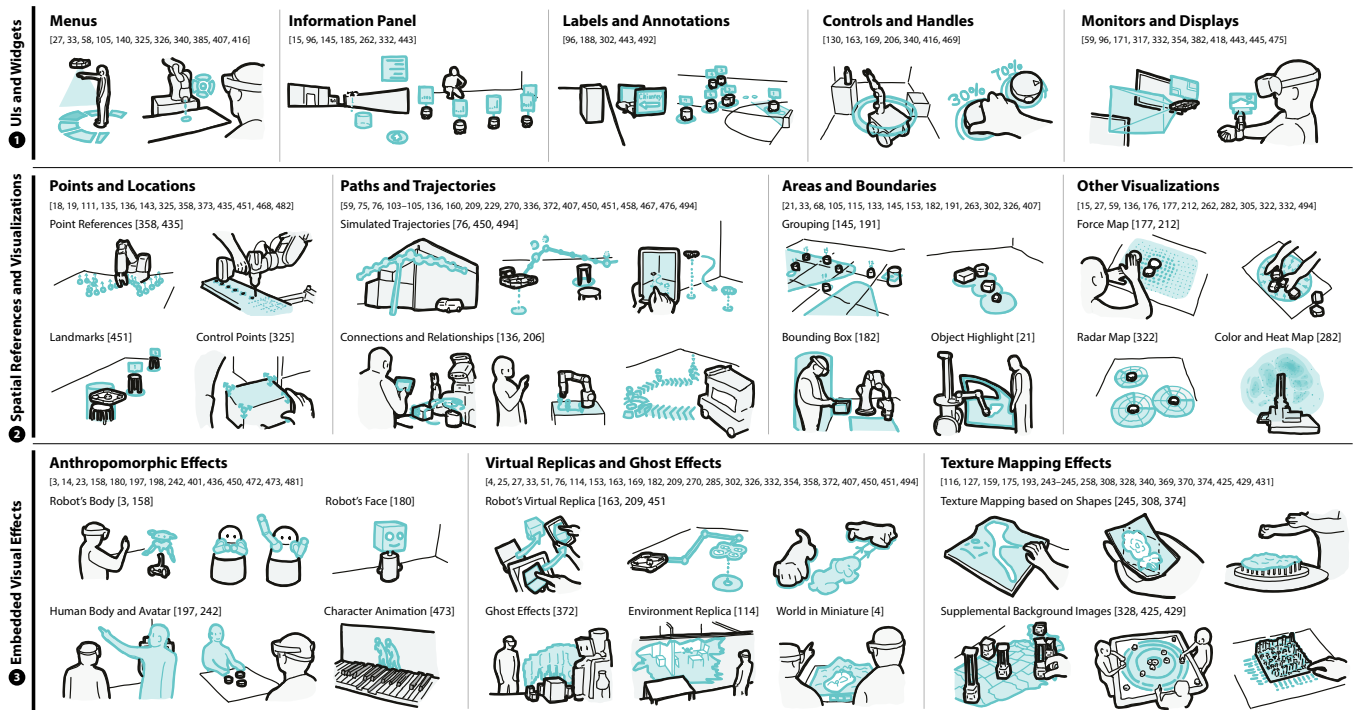 1 UIs and Widgets
Menus
[27, 33, 58, 105, 140, 325, 326, 340, 385, 407, 416]
Information Panel
[15, 96, 145, 185, 262, 332, 443]
Labels and Annotations
[96, 188, 302, 443, 492]
Controls and Handles
[130, 163, 169, 206, 340, 416, 469]
30%
70%
Monitors and Displays
[59, 96, 171, 317, 332, 354, 382, 418, 443, 445, 475]
2 Spatial References and Visualizations
Points and Locations
[18, 19, 111, 135, 136, 143, 325, 358, 373, 435, 451, 468, 482]
Point References [358, 435]
Landmarks [451]
Control Points [325]
Paths and Trajectories
[59, 75, 76, 103–105, 136, 160, 209, 229, 270, 336, 372, 407, 450, 451, 458, 467, 476, 494]
Simulated Trajectories [76, 450, 494]
Connections and Relationships [136, 206]
Areas and Boundaries
[21, 33, 68, 105, 115, 133, 145, 153, 182, 191, 263, 302, 326, 407]
Grouping [145, 191]
Bounding Box [182]
Object Highlight [21]
Other Visualizations
[15, 27, 59, 136, 176, 177, 212, 262, 282, 305, 322, 332, 494]
Force Map [177, 212]
Radar Map [322]
Color and Heat Map [282]
3 Embedded Visual Effects
Anthropomorphic Effects
[3, 14, 23, 158, 180, 197, 198, 242, 401, 436, 450, 472, 473, 481]
Robot's Body [3, 158]
Robot's Face [180]
Human Body and Avatar [197, 242]
Character Animation [473]
Virtual Replicas and Ghost Effects
[4, 25, 27, 33, 51, 76, 114, 153, 163, 169, 182, 209, 270, 285, 302, 326, 332, 354, 358, 372, 407, 450, 451, 494]
Robot's Virtual Replica [163, 209, 451
Ghost Effects [372]
Environment Replica [114]
World in Miniature [4]
Texture Mapping Effects
[116, 127, 159, 175, 193, 243–245, 258, 308, 328, 340, 369, 370, 374, 425, 429, 431]
Texture Mapping based on Shapes [245, 308, 374]
Supplemental Background Images [328, 425, 429]